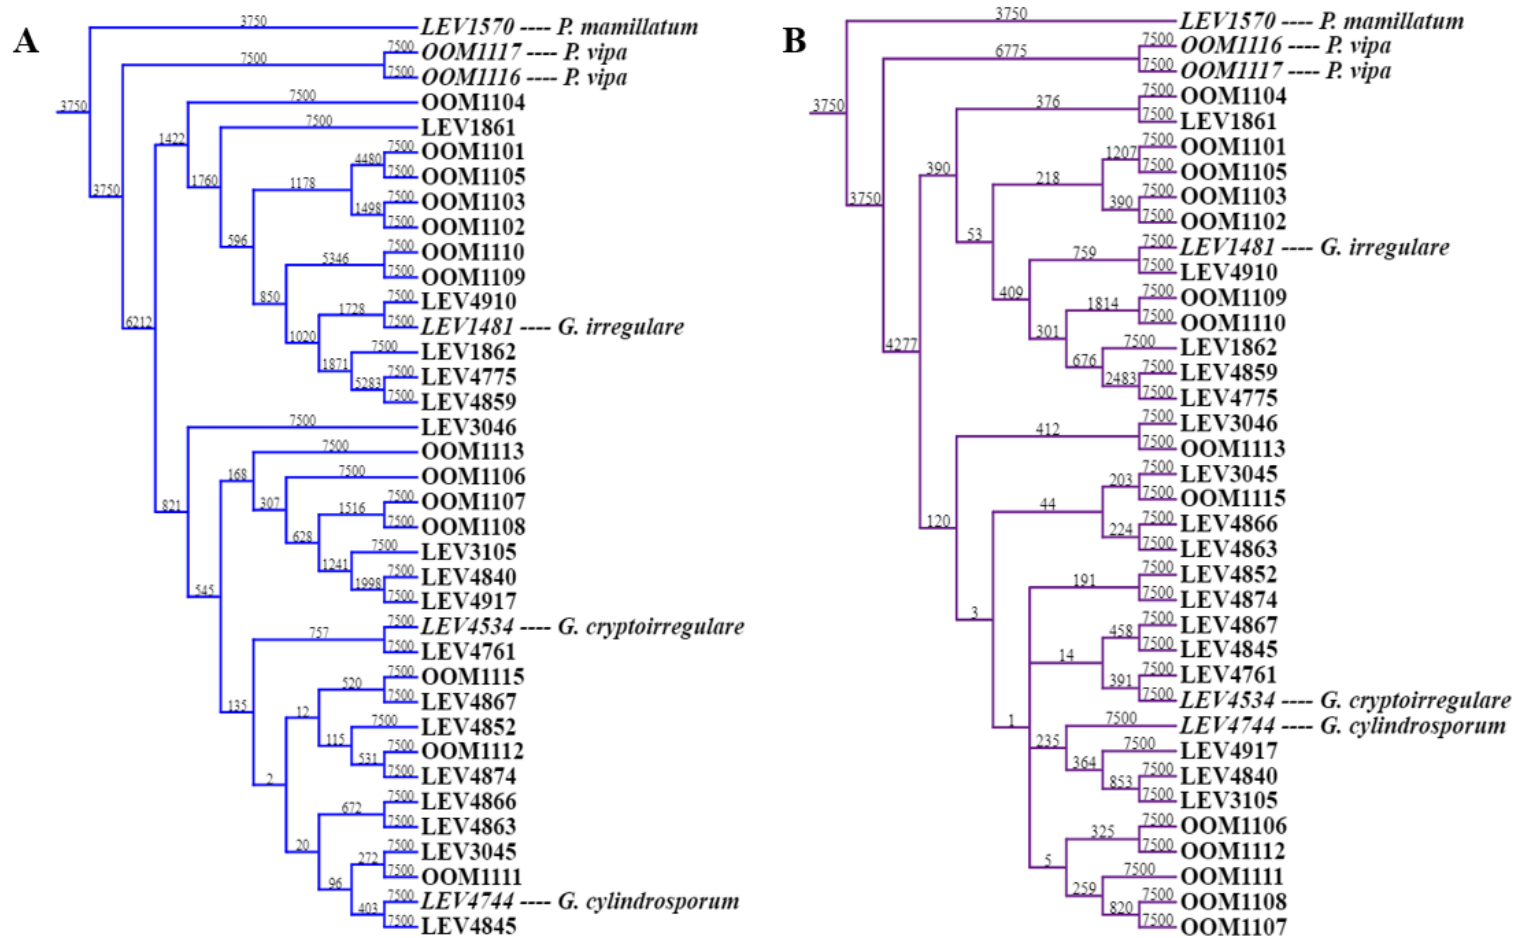 A
3750
LEV1570 ---- P. mamillatum
7500
OOM1117 ---- P. vipa
7500
7500
OOM1116 ---- P. vipa
7500
OOM1104
3750
7500
LEV1861
1422
7500
OOM1101
4480
7500
OOM1105
1760
1178
3750
7500
OOM1103
1498
7500
OOM1102
596
7500
OOM1110
5346
7500
OOM1109
850
7500
LEV4910
1728
6212
7500
LEV1481 ---- G. irregulare
1020
7500
LEV1862
1871
7500
LEV4775
5283
7500
LEV4859
7500
LEV3046
7500
OOM1113
168
7500
OOM1106
307
7500
OOM1107
821
1516
7500
OOM1108
628
7500
LEV3105
1241
7500
LEV4840
1998
545
7500
LEV4917
7500
LEV4534 ---- G. cryptoirregulare
757
7500
LEV4761
7500
OOM1115
520
135
7500
LEV4867
12
7500
LEV4852
115
7500
OOM1112
531
7500
LEV4874
2
7500
LEV4866
672
7500
LEV4863
20
7500
LEV3045
272
7500
OOM1111
96
7500
LEV4744 ---- G. cylindrosporum
403
7500
LEV4845
B
3750
LEV1570 ---- P. mamillatum
7500
OOM1116 ---- P. vipa
6775
7500
OOM1117 ---- P. vipa
7500
OOM1104
376
3750
7500
LEV1861
7500
OOM1101
1207
390
7500
OOM1105
218
3750
7500
OOM1103
390
7500
OOM1102
53
7500
LEV1481 ---- G. irregulare
759
7500
LEV4910
409
7500
OOM1109
1814
7500
OOM1110
301
4277
7500
LEV1862
676
7500
LEV4859
2483
7500
LEV4775
7500
LEV3046
412
7500
OOM1113
7500
LEV3045
203
7500
OOM1115
44
120
7500
LEV4866
224
7500
LEV4863
7500
LEV4852
191
7500
LEV4874
3
7500
LEV4867
458
7500
LEV4845
14
7500
LEV4761
391
7500
LEV4534 ---- G. cryptoirregulare
1
7500
LEV4744 ---- G. cylindrosporum
235
7500
LEV4917
364
7500
LEV4840
853
7500
LEV3105
7500
OOM1106
325
7500
OOM1112
5
7500
OOM1111
259
7500
OOM1108
820
7500
OOM1107